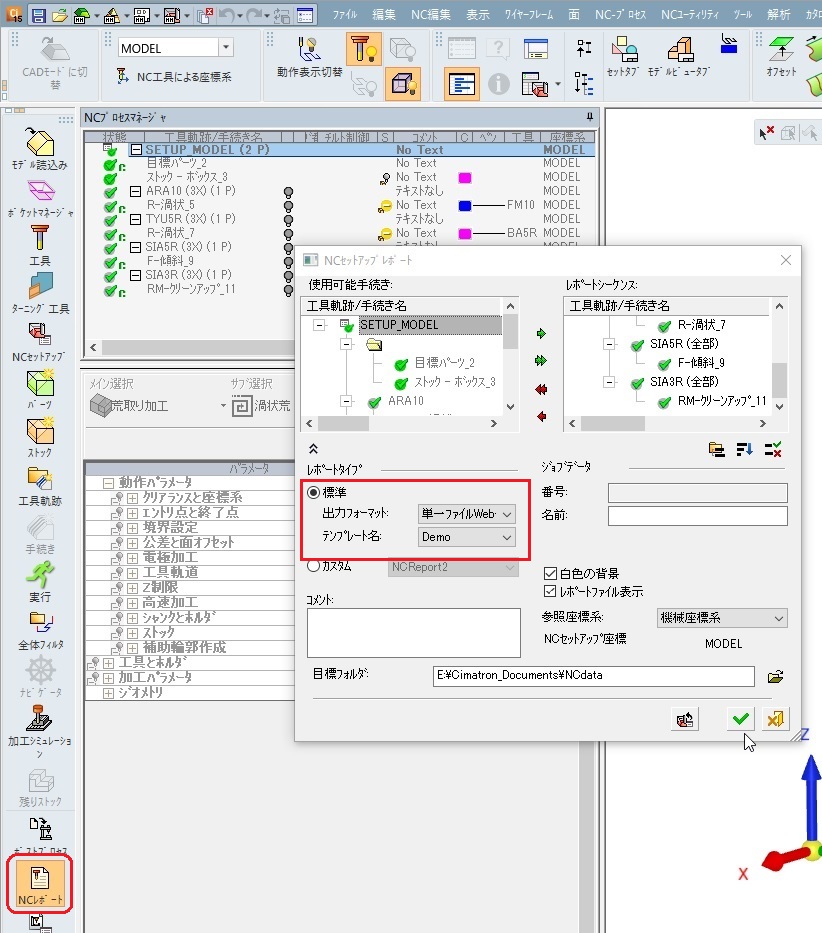 15
ファイル 編集 NC編集 表示 ワイヤーフレーム 面 NC-プロセス NCユーティリティ ツール 解析
CADモードに切替
MODEL
NC工具による座標系
動作表示切替
セットタブ
モデルビュータブ
オフセット
モデル読込み
ポケットマネージャ
工具
ターニング工具
NCセットアップ
パーツ
ストック
工具軌跡
手続き
実行
全体フィルタ
ナビゲータ
加工シミュレーション
残りストック
ポストプロセス
NCレポート
NCプロセスマネージャ
状態 工具軌跡/手続き名 チルト制御 S コメント C ペン 工具 座標系
SETUP_MODEL (2 P) No Text MODEL
目標パーツ_2 No Text MODEL
ストック - ボックス_3 No Text MODEL
ARA10 (3X) (1 P) テキストなし MODEL
R-渦状_5 No Text FM10 MODEL
TYU5R (3X) (1 P) テキストなし MODEL
R-渦状_7 No Text BA5R MODEL
SIA5R (3X) (1 P)
F-傾斜_9
SIA3R (3X) (1 P)
RM-クリーンアップ_11
メイン選択 サブ選択
荒取り加工 渦状荒
パラメータ
動作パラメータ
クリアランスと座標系
エントリ点と終了点
境界設定
公差と面オフセット
電極加工
工具軌道
Z制限
高速加工
シャンクとホルダ
ストック
補助輪郭作成
工具とホルダ
加工パラメータ
ジオメトリ
NCセットアップレポート
使用可能手続き:
工具軌跡/手続き名
SETUP_MODEL
目標パーツ_2
ストック - ボックス_3
ARA10
レポートシーケンス:
工具軌跡/手続き名
R-渦状_7
SIA5R (全部)
F-傾斜_9
SIA3R (全部)
RM-クリーンアップ_11
レポートタイプ
標準
出力フォーマット: 単一ファイルWeb
テンプレート名: Demo
カスタム NCReport2
コメント:
ジョブデータ
番号:
名前:
白色の背景
レポートファイル表示
参照座標系: 機械座標系
NCセットアップ座標 MODEL
目標フォルダ: E:¥Cimatron_Documents¥NCdata
Z
X